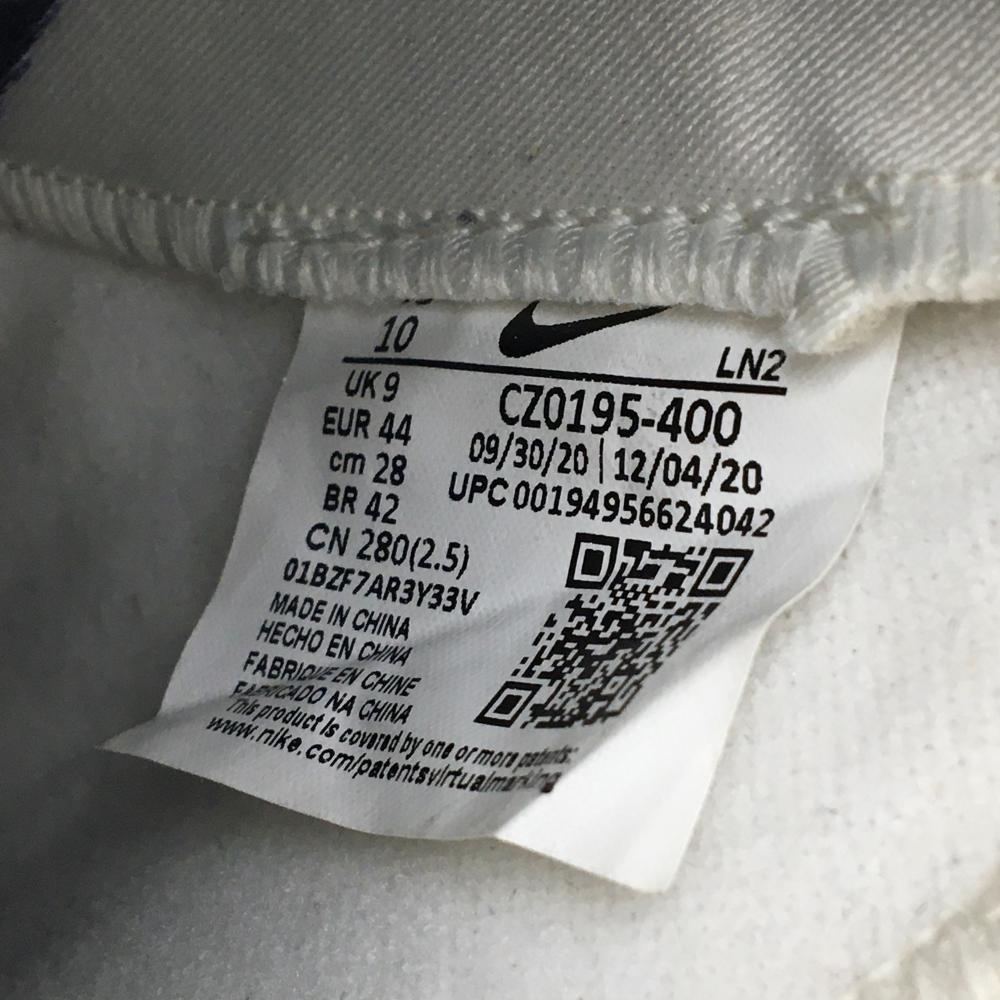 10
LN2
UK 9
EUR 44
cm 28
BR 42
CN 280(2.5)
01BZF7AR3Y33V
MADE IN CHINA
HECHO EN CHINA
FABRIQUE EN CHINE
FABRICADO NA CHINA
This product is covered by one or more patents:
www.nike.com/patentsvirtualmarking
CZ0195-400
09/30/20 | 12/04/20
UPC 00194956624042